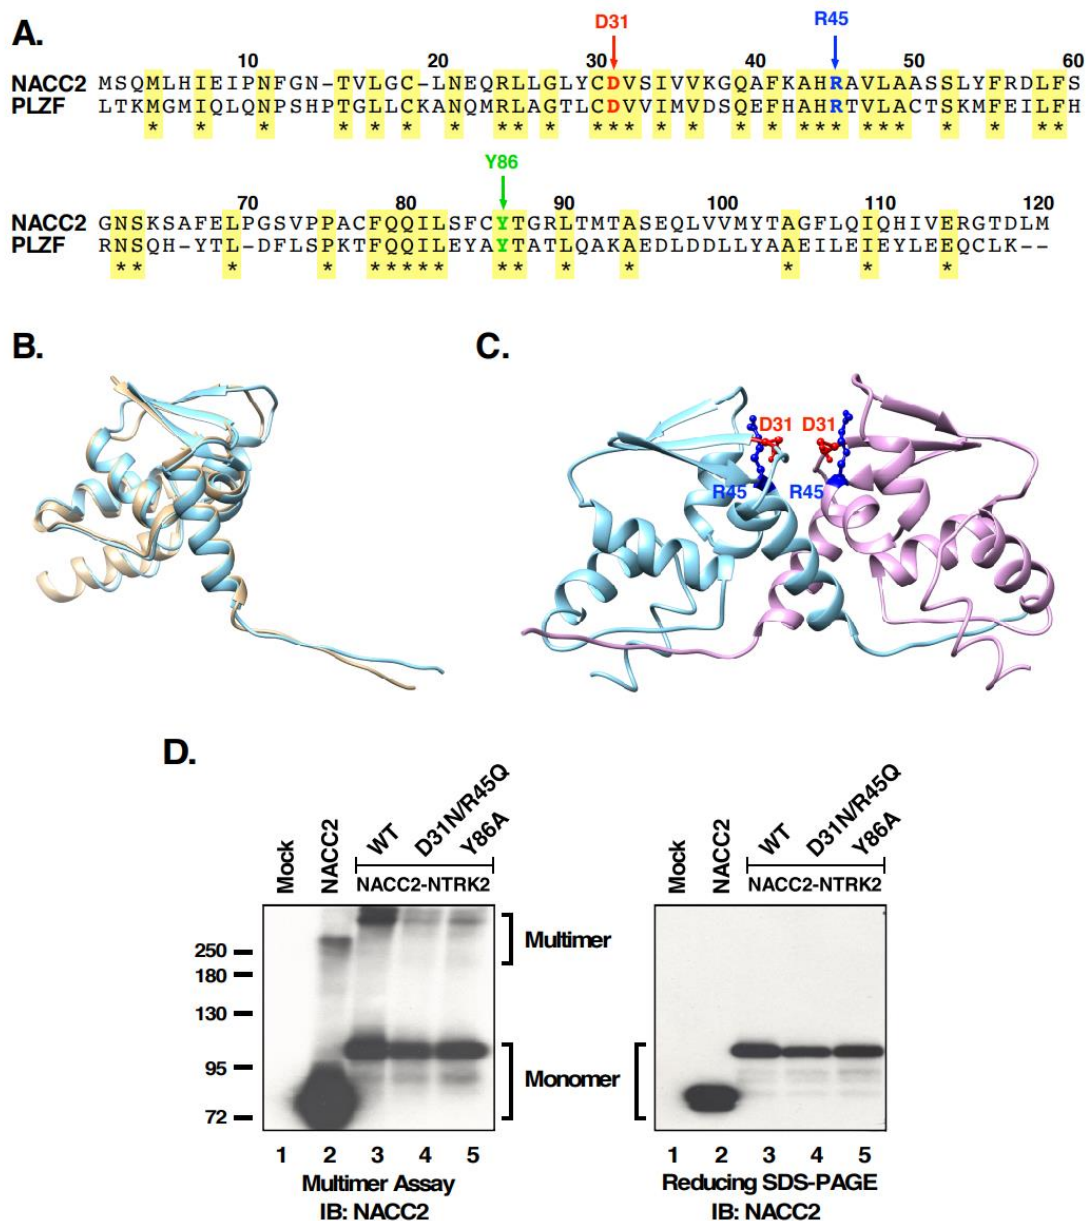 A.
D31
R45
10 20 30 40 50 60
NACC2 MSQMLHIEIPNFGN-TVLGC-LNEQRLLGLYCDVSIVVKGQAFKAHRAVLAASSLYFRDLFS
PLZF LTKMGMIQLQNPSHPTGLLCKANQMRLAGTLCDVVIMVDSQEFHAHRTVLACTSKMFEILFH
* * * * * * * ** * *** * * * * *** *** * * **
Y86
70 80 90 100 110 120
NACC2 GNSKSAFELPGSVPPACFQQILSFCYTGRLTMTASEQLVVMYTAGFLQIQHIVERGTDLM
PLZF RNSQH-YTL-DFLSPKTFQQILEYAYTATLQAKAEDLDDLLYAAEILEIEYLEEQCLK--
** * * ***** ** * * * * *
B.
C.
D31 D31
R45 R45
D.
Mock NACC2 WT D31N/R45Q Y86A
NACC2-NTRK2
250
180
130
95
72
Multimer
Monomer
1 2 3 4 5
Multimer Assay
IB: NACC2
Mock NACC2 WT D31N/R45Q Y86A
NACC2-NTRK2
1 2 3 4 5
Reducing SDS-PAGE
IB: NACC2